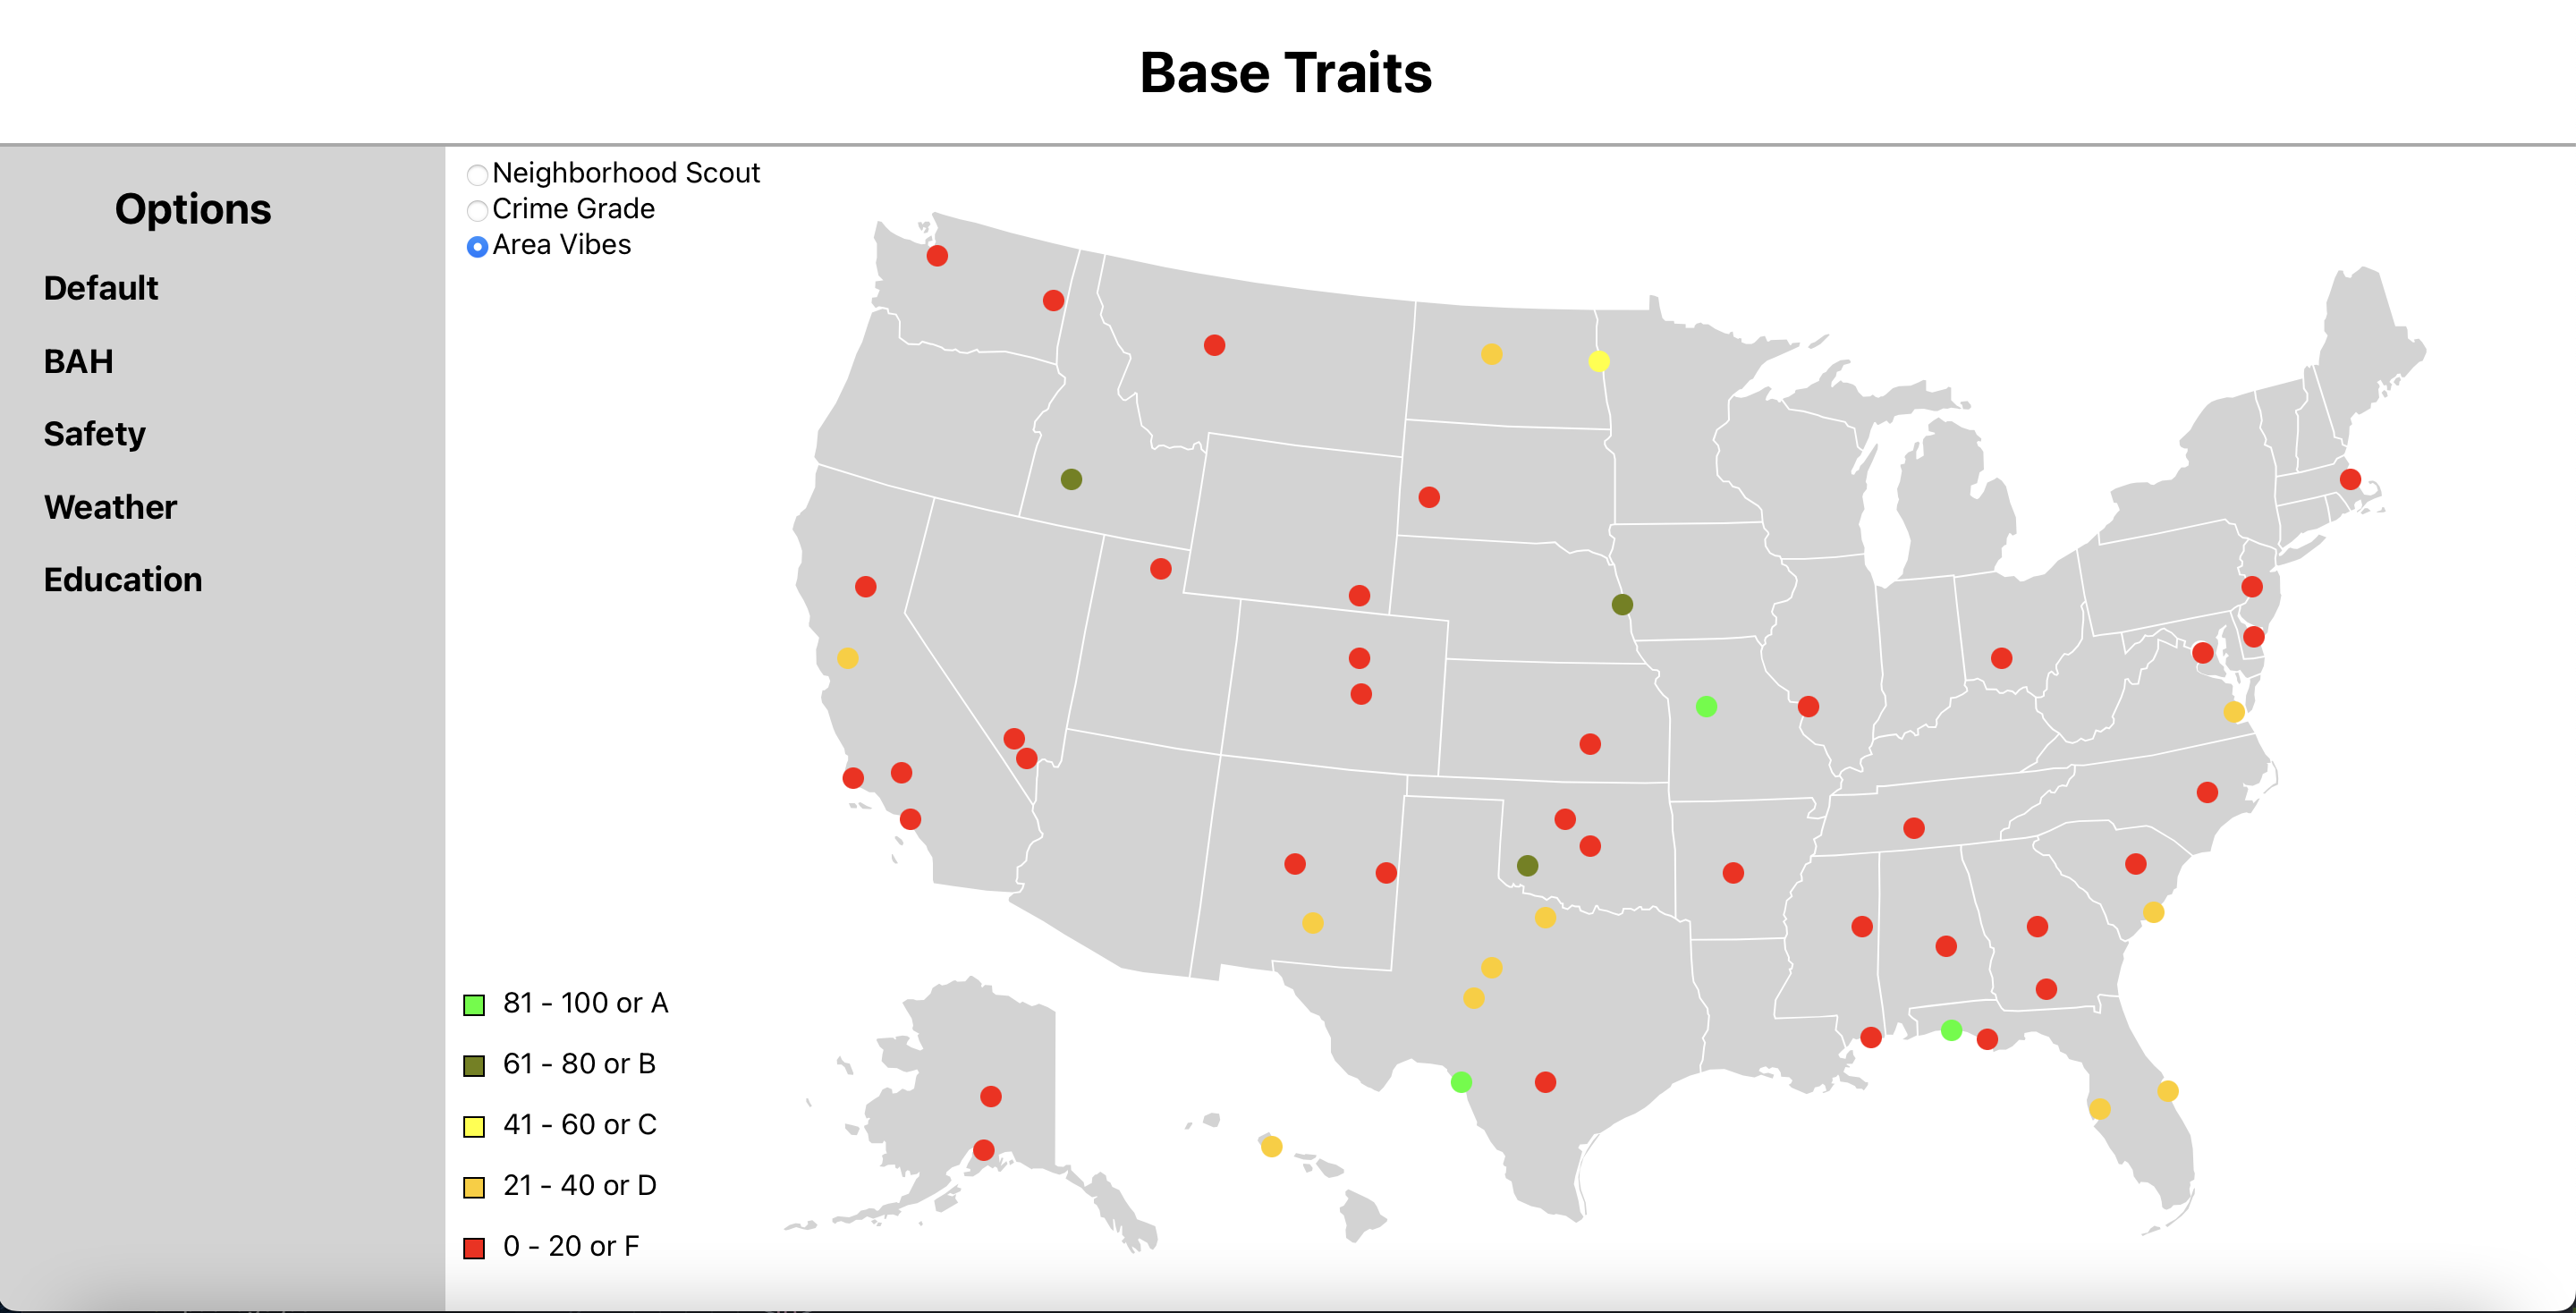 Base Traits
Options
Default
BAH
Safety
Weather
Education
Neighborhood Scout
Crime Grade
Area Vibes
81 - 100 or A
61 - 80 or B
41 - 60 or C
21 - 40 or D
0 - 20 or F